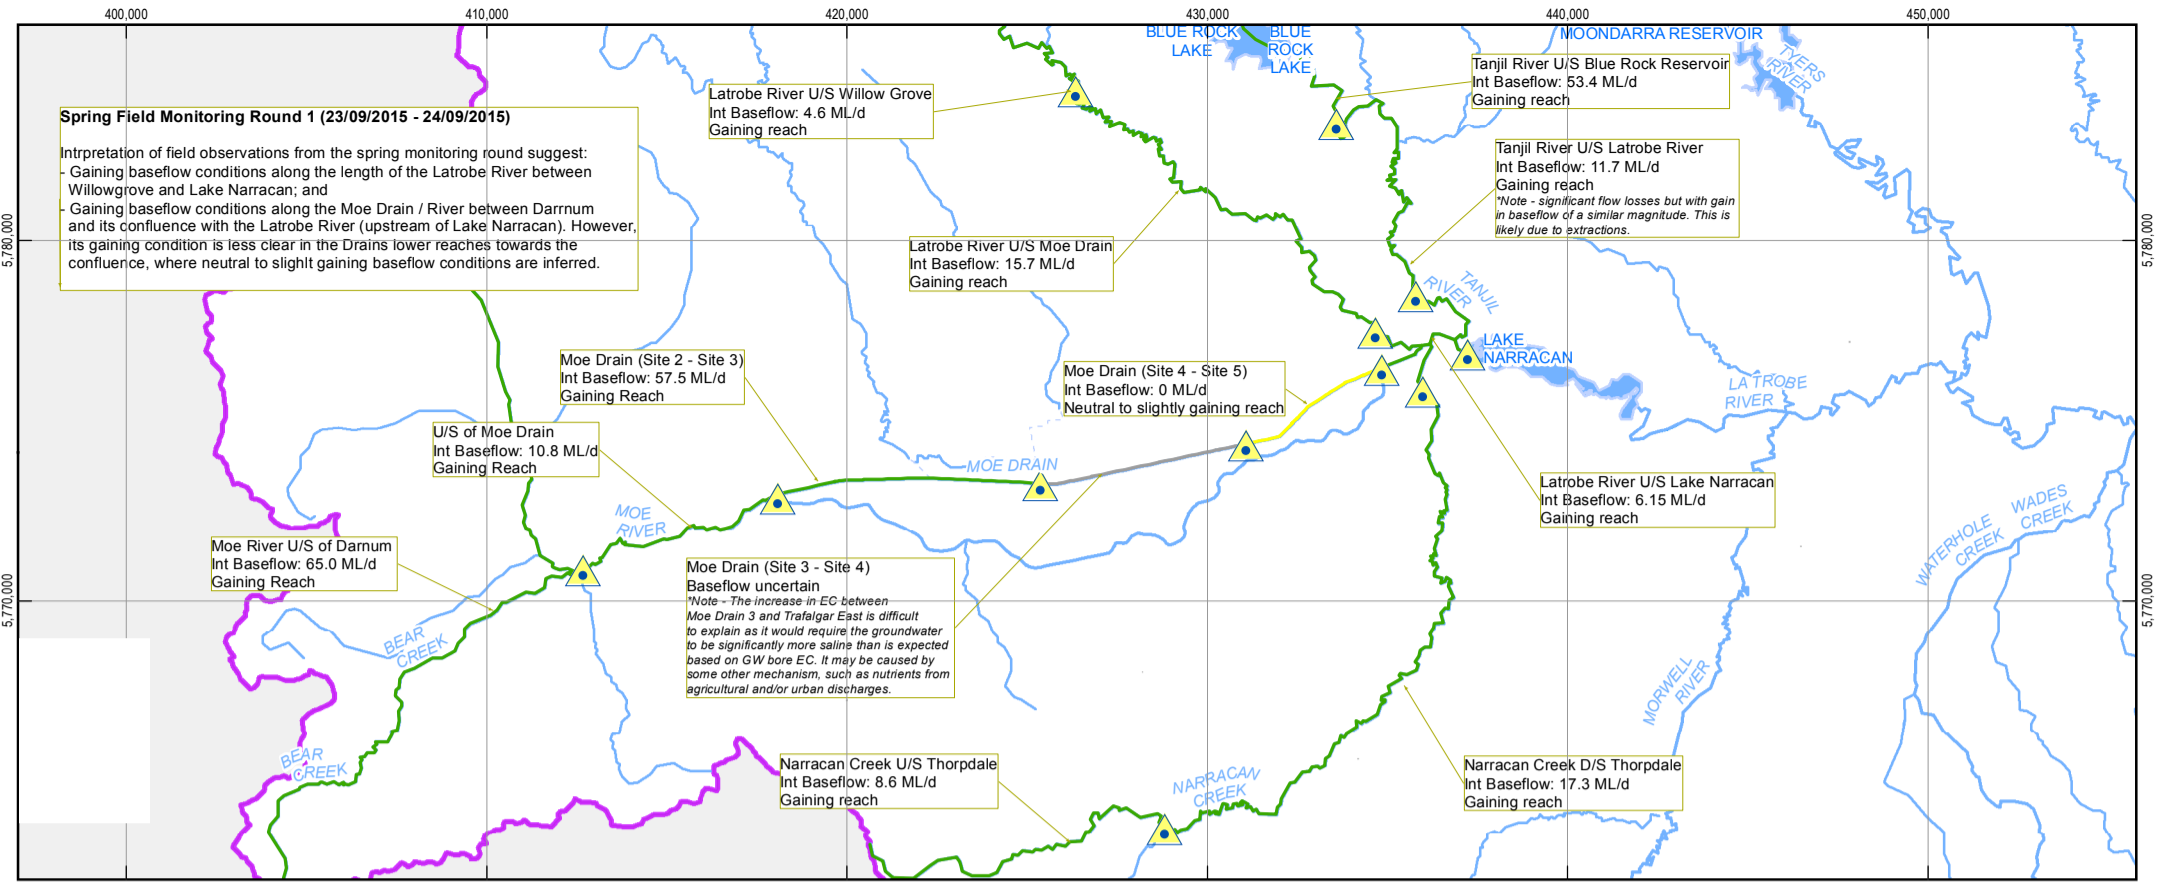 400,000
410,000
420,000
430,000
440,000
450,000
BLUE ROCK
LAKE
BLUE
ROCK
LAKE
MOONDARRA RESERVOIR
TYERS
RIVER
Tanjil River U/S Blue Rock Reservoir
Int Baseflow: 53.4 ML/d
Gaining reach
Latrobe River U/S Willow Grove
Int Baseflow: 4.6 ML/d
Gaining reach
Spring Field Monitoring Round 1 (23/09/2015 - 24/09/2015)
Intrpretation of field observations from the spring monitoring round suggest:
- Gaining baseflow conditions along the length of the Latrobe River between
Willowgrove and Lake Narracan; and
- Gaining baseflow conditions along the Moe Drain / River between Darrnum
and its confluence with the Latrobe River (upstream of Lake Narracan). However,
its gaining condition is less clear in the Drains lower reaches towards the
confluence, where neutral to slighlt gaining baseflow conditions are inferred.
Tanjil River U/S Latrobe River
Int Baseflow: 11.7 ML/d
Gaining reach
*Note - significant flow losses but with gain
in baseflow of a similar magnitude. This is
likely due to extractions.
5,780,000
5,780,000
Latrobe River U/S Moe Drain
Int Baseflow: 15.7 ML/d
Gaining reach
TANJIL
RIVER
LAKE
NARRACAN
Moe Drain (Site 2 - Site 3)
Int Baseflow: 57.5 ML/d
Gaining Reach
Moe Drain (Site 4 - Site 5)
Int Baseflow: 0 ML/d
Neutral to slightly gaining reach
LA TROBE
RIVER
U/S of Moe Drain
Int Baseflow: 10.8 ML/d
Gaining Reach
MOE DRAIN
Latrobe River U/S Lake Narracan
Int Baseflow: 6.15 ML/d
Gaining reach
MOE
RIVER
WADES
CREEK
WATERHOLE
CREEK
Moe River U/S of Darnum
Int Baseflow: 65.0 ML/d
Gaining Reach
Moe Drain (Site 3 - Site 4)
Baseflow uncertain
*Note - The increase in EC between
Moe Drain 3 and Trafalgar East is difficult
to explain as it would require the groundwater
to be significantly more saline than is expected
based on GW bore EC. It may be caused by
some other mechanism, such as nutrients from
agricultural and/or urban discharges.
5,770,000
5,770,000
BEAR
CREEK
MORWELL
RIVER
BEAR
CREEK
Narracan Creek U/S Thorpdale
Int Baseflow: 8.6 ML/d
Gaining reach
NARRACAN
CREEK
Narracan Creek D/S Thorpdale
Int Baseflow: 17.3 ML/d
Gaining reach